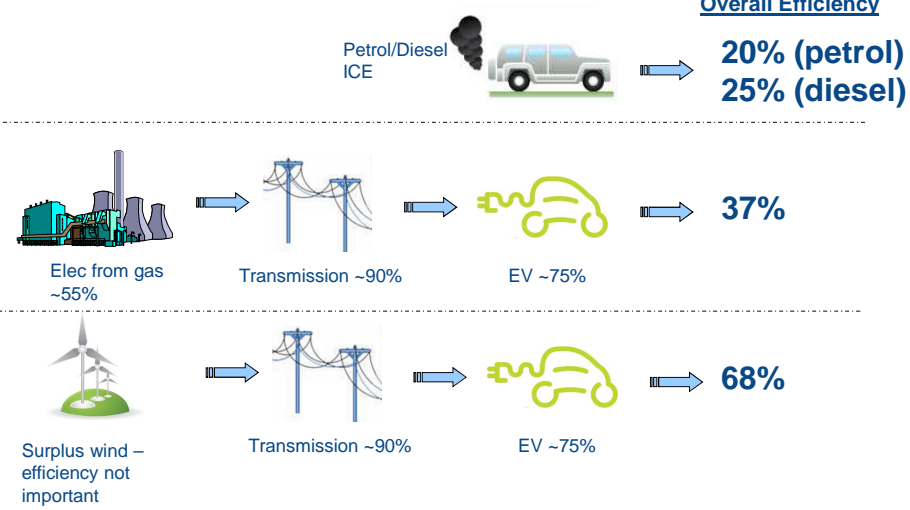 Overall Efficiency
Petrol/Diesel
ICE
20% (petrol)
25% (diesel)
37%
Elec from gas
~55%
Transmission ~90%
EV ~75%
68%
Surplus wind –
efficiency not
important
Transmission ~90%
EV ~75%